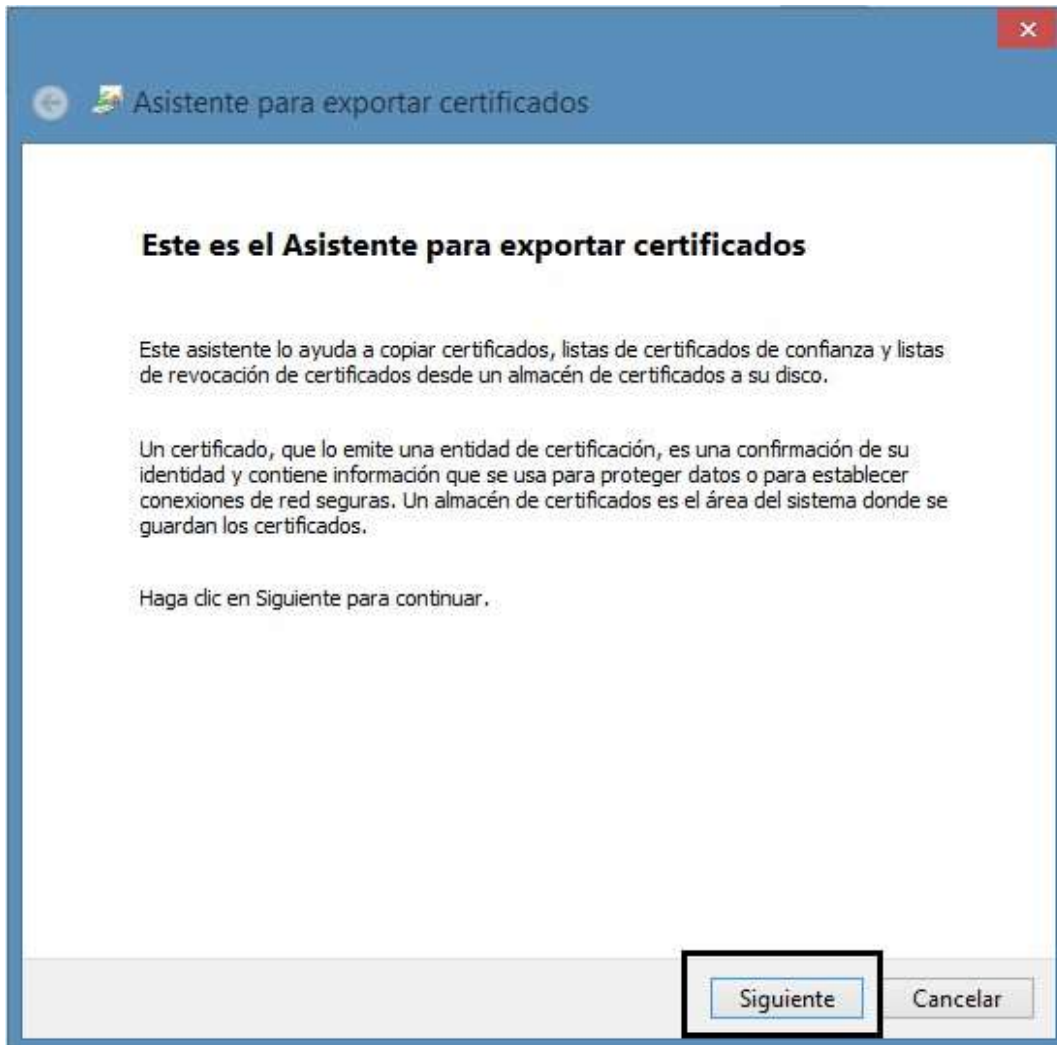 Asistente para exportar certificados
Este es el Asistente para exportar certificados
Este asistente lo ayuda a copiar certificados, listas de certificados de confianza y listas
de revocación de certificados desde un almacén de certificados a su disco.
Un certificado, que lo emite una entidad de certificación, es una confirmación de su
identidad y contiene información que se usa para proteger datos o para establecer
conexiones de red seguras. Un almacén de certificados es el área del sistema donde se
guardan los certificados.
Haga clic en Siguiente para continuar.
Siguiente Cancelar